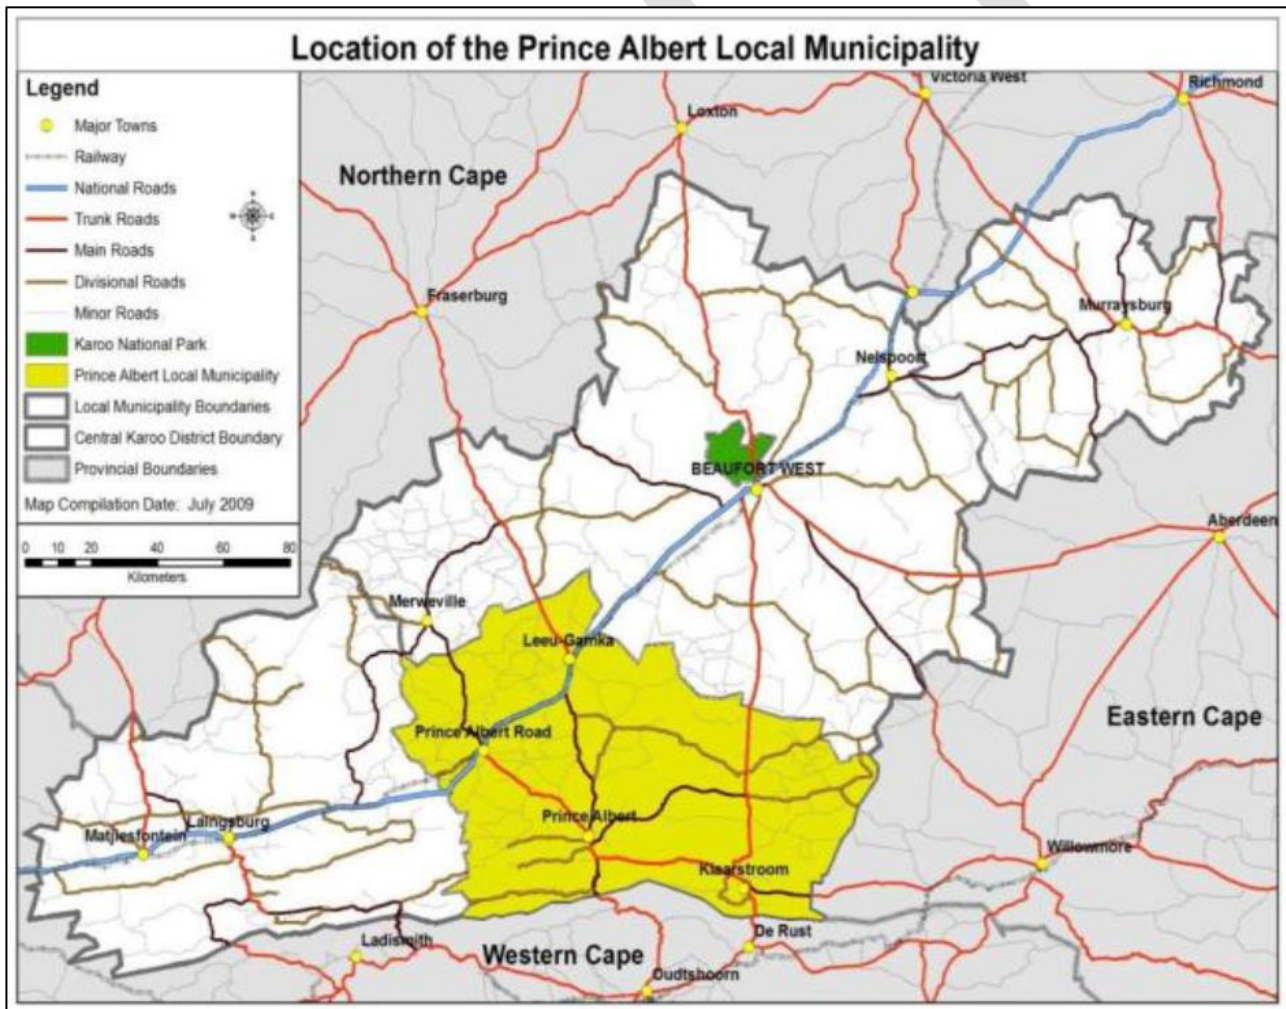 Location of the Prince Albert Local Municipality
Legend
Major Towns
Railway
National Roads
Trunk Roads
Main Roads
Divisional Roads
Minor Roads
Karoo National Park
Prince Albert Local Municipality
Local Municipality Boundaries
Central Karoo District Boundary
Provincial Boundaries
Map Compilation Date: July 2009
0 10 20 40 60 80
Kilometers
Victoria West
Richmond
Loxton
Northern Cape
Fraserburg
Murraysburg
Nelspoort
BEAUFORT WEST
Aberdeen
Merweville
Leeu-Gamka
Eastern Cape
Prince Albert Road
Prince Albert
Laingsburg
Matjiesfontein
Willowmore
Klaarstroom
De Rust
Ladismith
Western Cape
Oudtshoorn